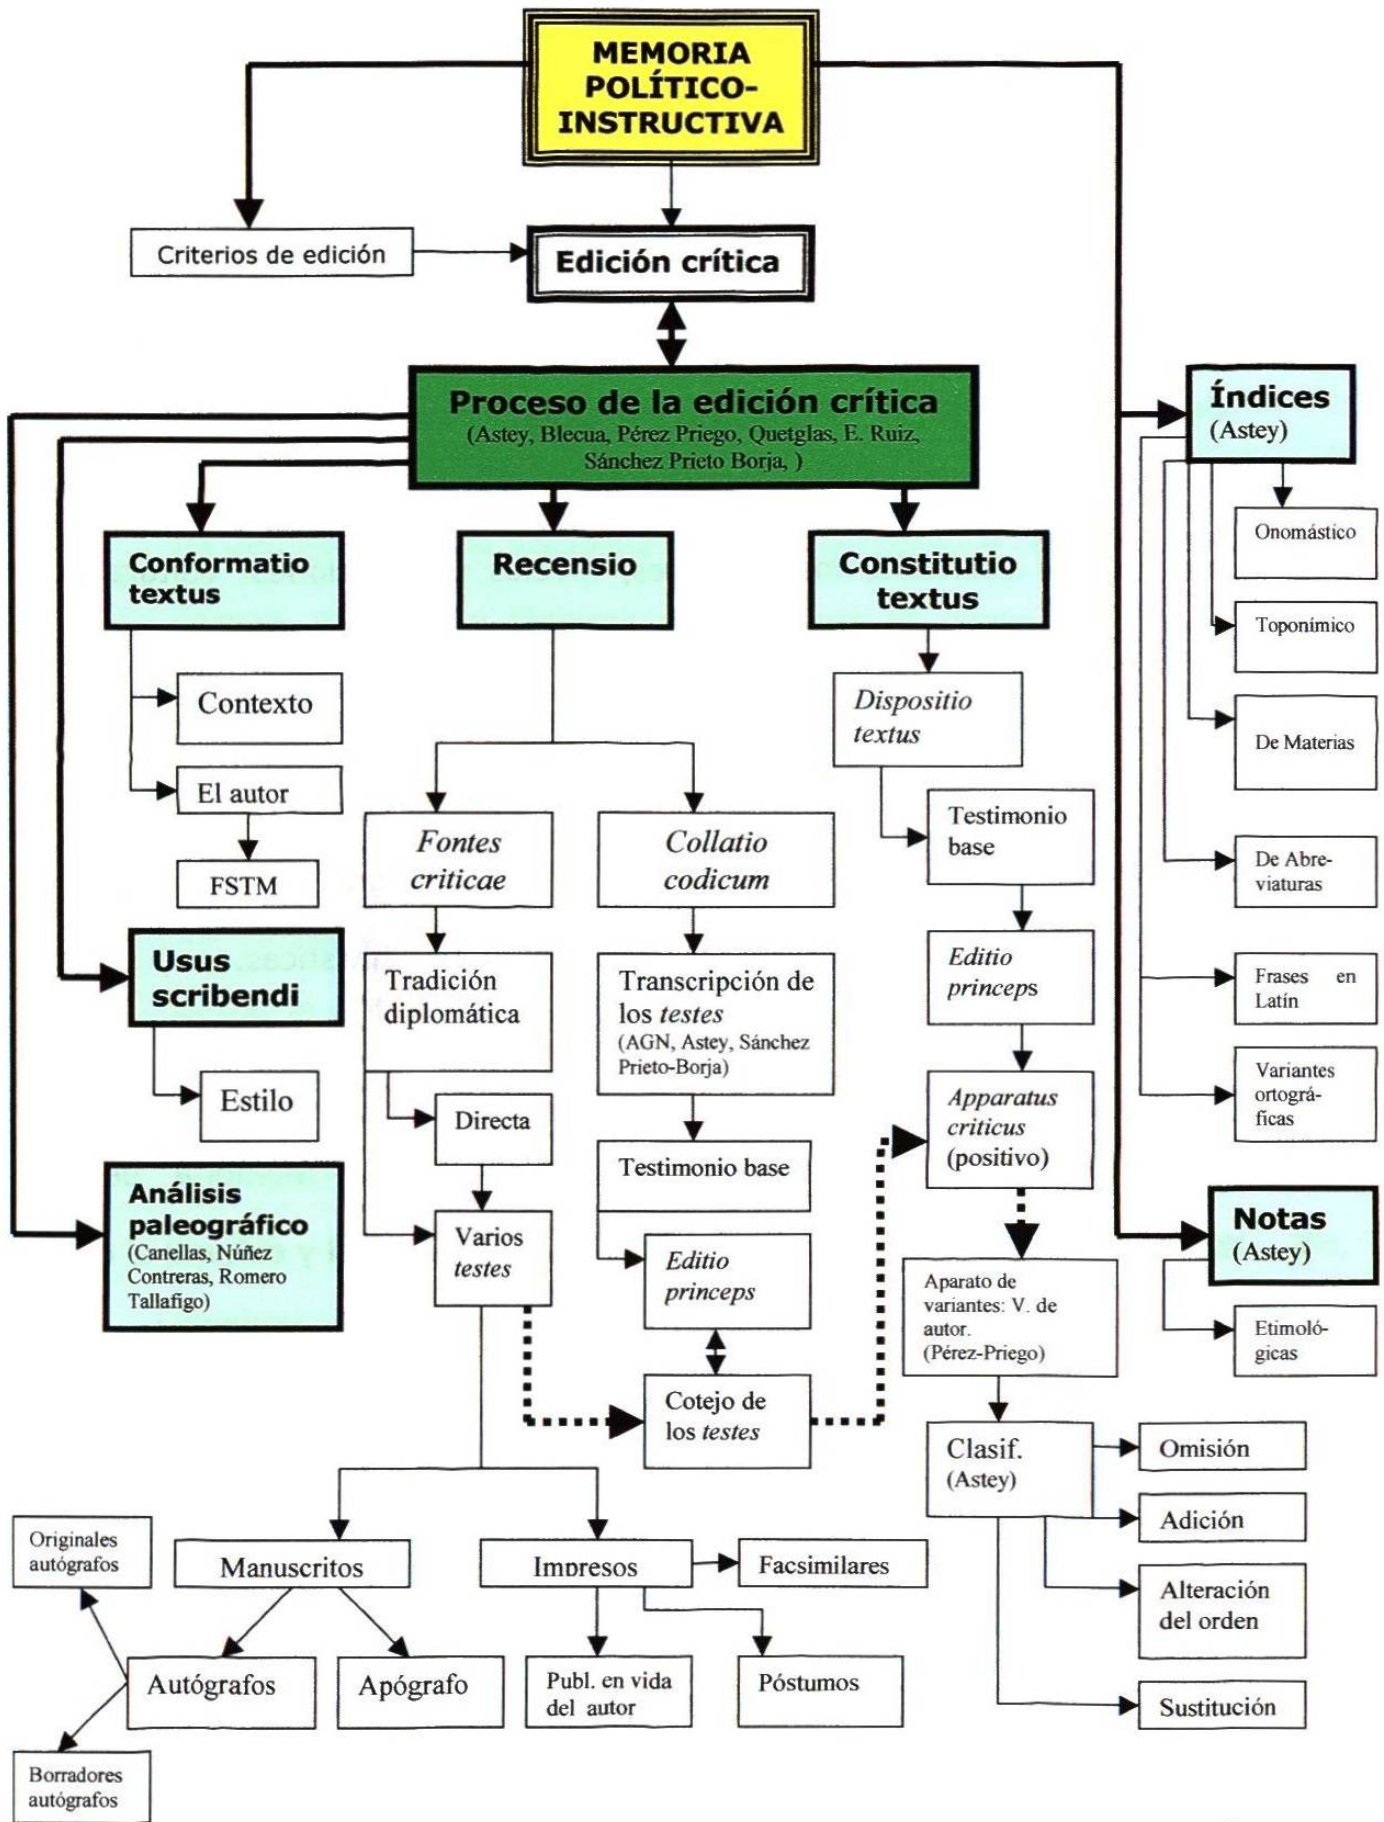 MEMORIA
POLÍTICO-
INSTRUCTIVA
Criterios de edición
Edición crítica
Proceso de la edición crítica
(Astey, Blecua, Pérez Priego, Quetglas, E. Ruiz,
Sánchez Prieto Borja, )
Índices
(Astey)
Onomástico
Toponímico
De Materias
De Abre-
viaturas
Frases en
Latín
Variantes
ortográ-
ficas
Notas
(Astey)
Etimoló-
gicas
Conformatio
textus
Contexto
El autor
FSTM
Usus
scribendi
Estilo
Análisis
paleográfico
(Canellas, Núñez
Contreras, Romero
Tallafigo)
Recensio
Fontes
criticae
Tradición
diplomática
Directa
Varios
testes
Collatio
codicum
Transcripción de
los testes
(AGN, Astey, Sánchez
Prieto-Borja)
Testimonio base
Editio
princeps
Cotejo de
los testes
Constitutio
textus
Dispositio
textus
Testimonio
base
Editio
princeps
Apparatus
criticus
(positivo)
Aparato de
variantes: V. de
autor.
(Pérez-Priego)
Clasif.
(Astey)
Omisión
Adición
Alteración
del orden
Sustitución
Manuscritos
Originales
autógrafos
Autógrafos
Apógrafo
Borradores
autógrafos
Impresos
Facsimilares
Publ. en vida
del autor
Póstumos